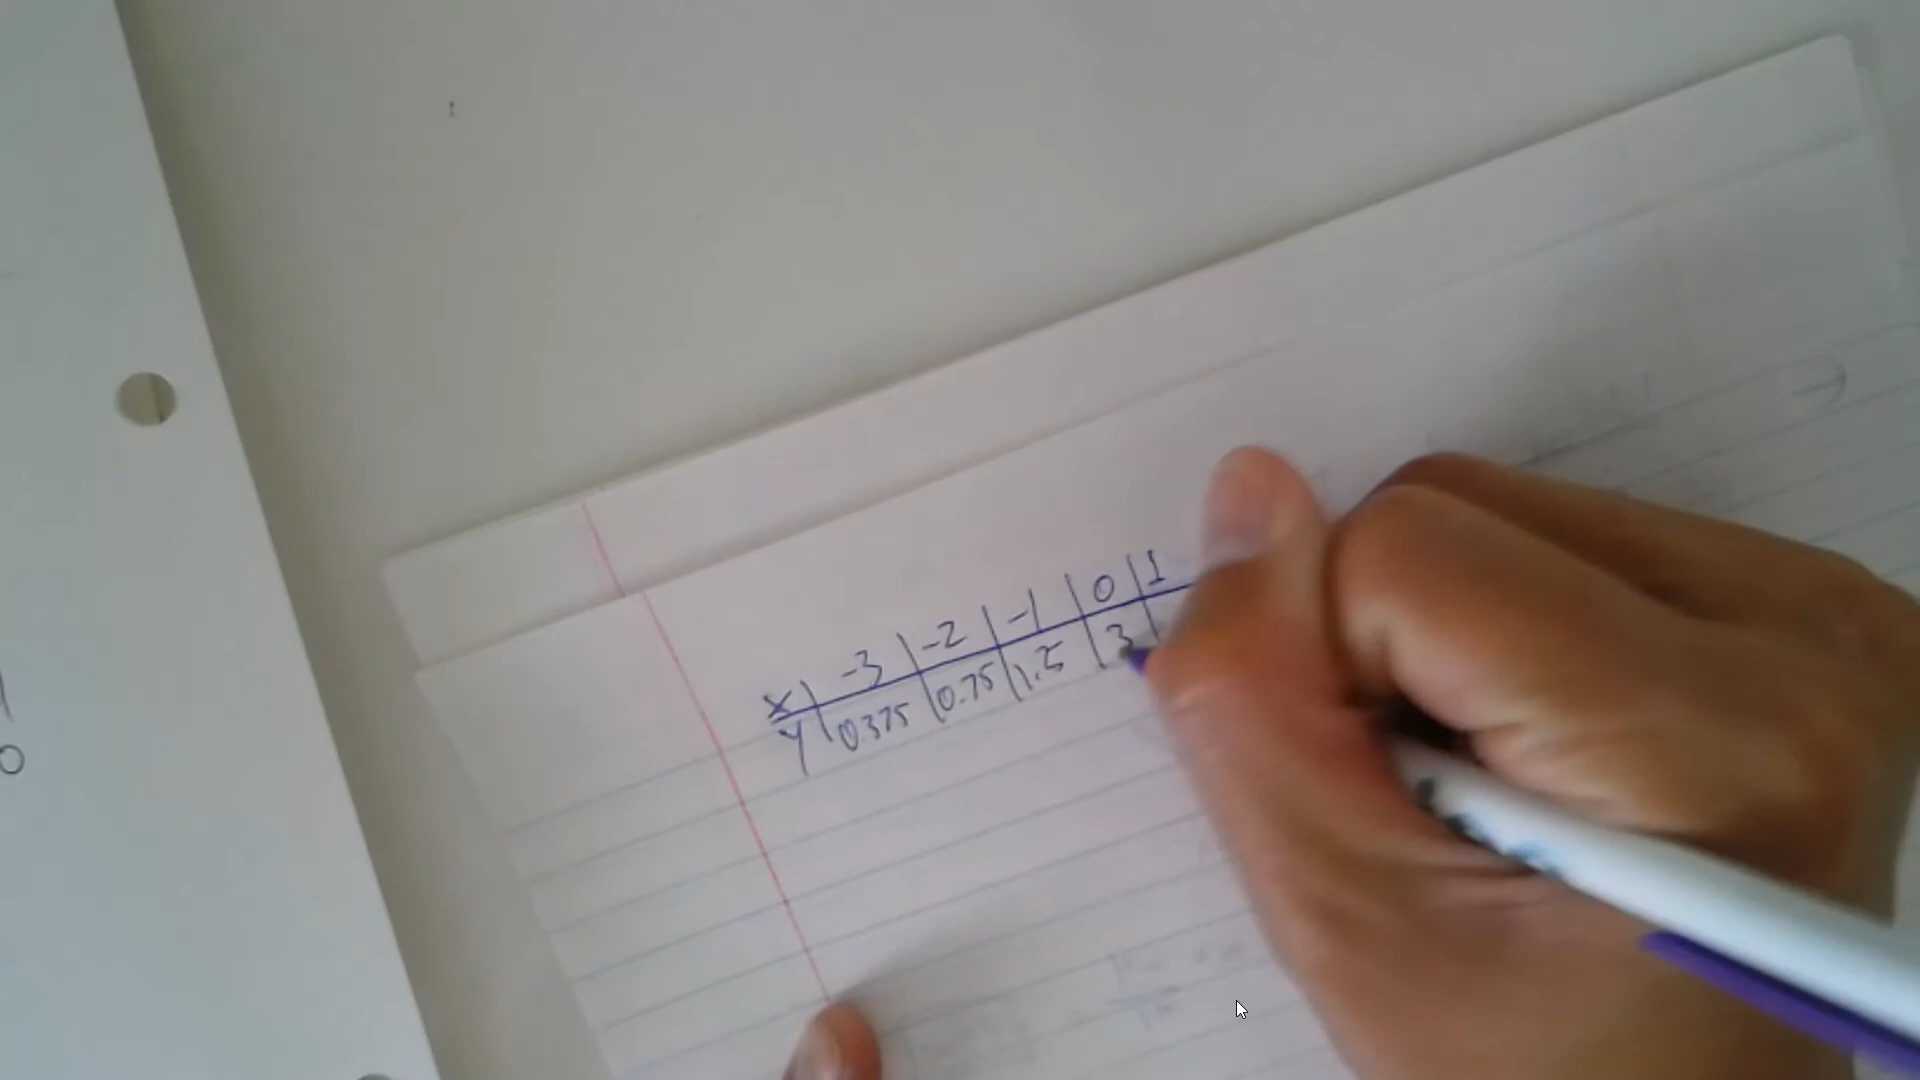 x | -3 | -2 | -1 | 0 | 1
y | 0.375 | 0.75 | 1.5 | 3 |